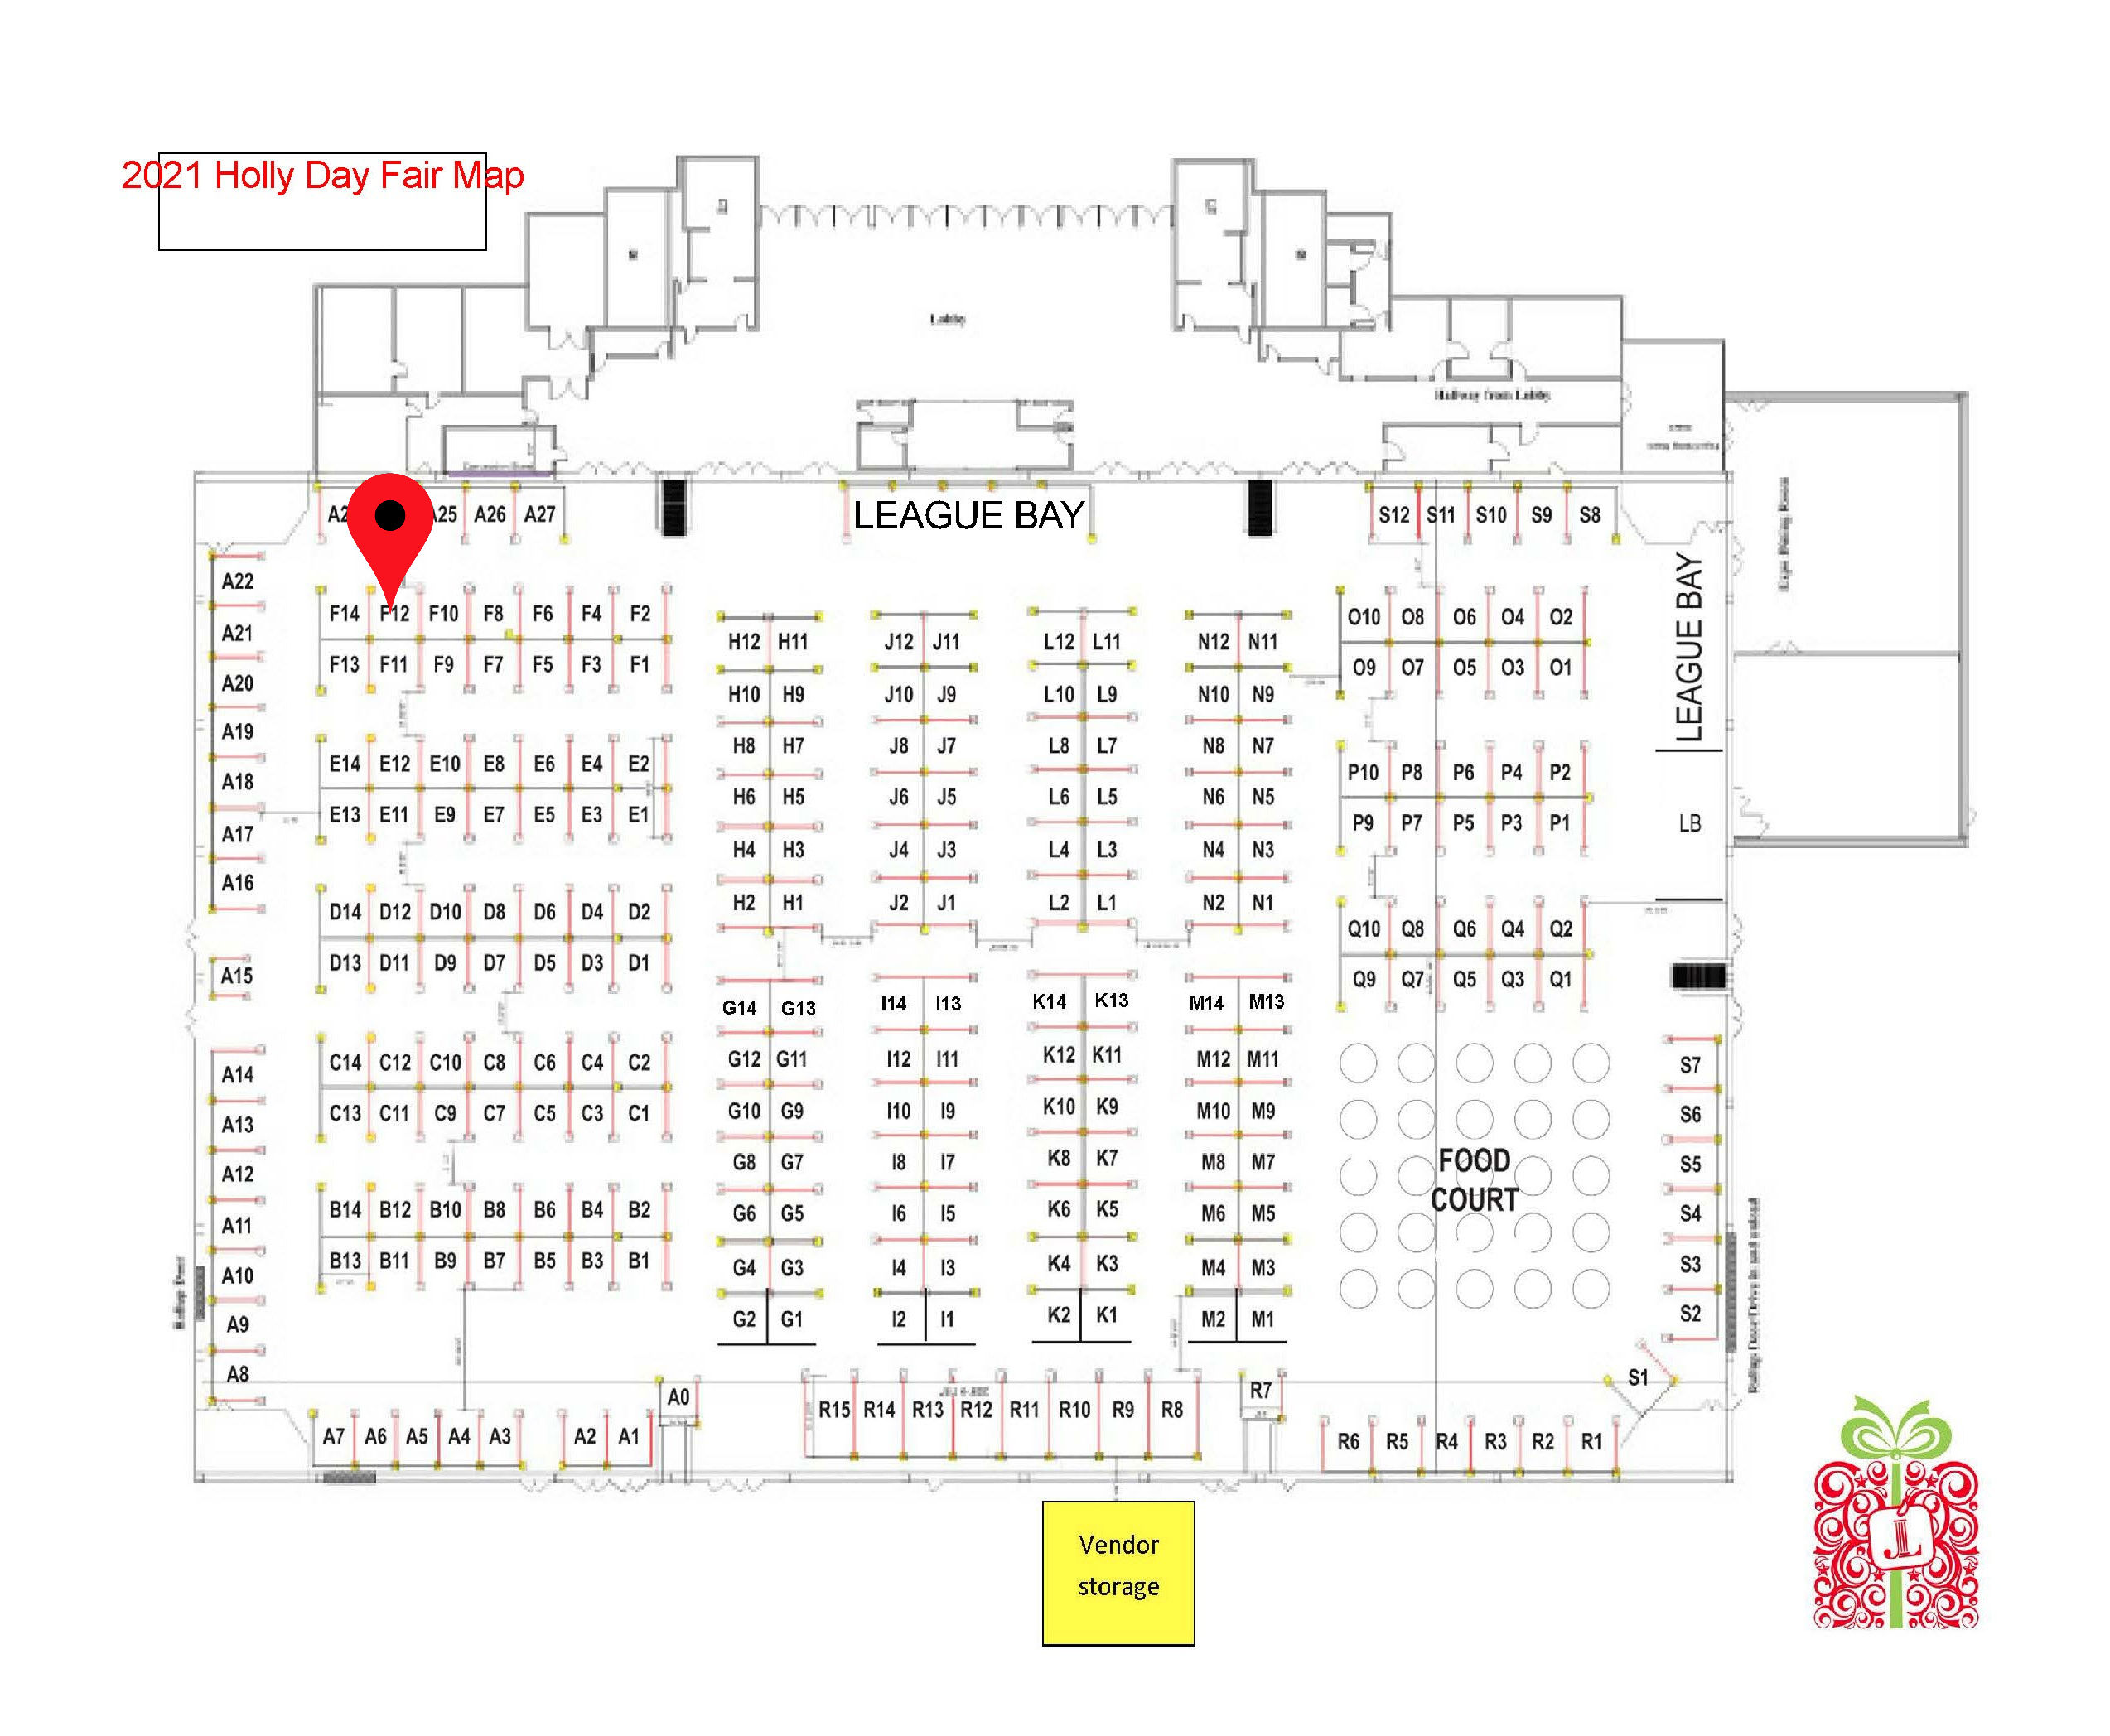 2021 Holly Day Fair Map
Lobby
Hallway from Lobby
LEAGUE BAY
A25 A26 A27
S12 S11 S10 S9 S8
A22
A21
A20
A19
A18
A17
A16
A15
A14
A13
A12
A11
A10
A9
A8
F14 F12 F10 F8 F6 F4 F2
F13 F11 F9 F7 F5 F3 F1
E14 E12 E10 E8 E6 E4 E2
E13 E11 E9 E7 E5 E3 E1
D14 D12 D10 D8 D6 D4 D2
D13 D11 D9 D7 D5 D3 D1
C14 C12 C10 C8 C6 C4 C2
C13 C11 C9 C7 C5 C3 C1
B14 B12 B10 B8 B6 B4 B2
B13 B11 B9 B7 B5 B3 B1
H12 H11
H10 H9
H8 H7
H6 H5
H4 H3
H2 H1
G14 G13
G12 G11
G10 G9
G8 G7
G6 G5
G4 G3
G2 G1
J12 J11
J10 J9
J8 J7
J6 J5
J4 J3
J2 J1
I14 I13
I12 I11
I10 I9
I8 I7
I6 I5
I4 I3
I2 I1
L12 L11
L10 L9
L8 L7
L6 L5
L4 L3
L2 L1
K14 K13
K12 K11
K10 K9
K8 K7
K6 K5
K4 K3
K2 K1
N12 N11
N10 N9
N8 N7
N6 N5
N4 N3
N2 N1
M14 M13
M12 M11
M10 M9
M8 M7
M6 M5
M4 M3
M2 M1
O10 O8 O6 O4 O2
O9 O7 O5 O3 O1
P10 P8 P6 P4 P2
P9 P7 P5 P3 P1
Q10 Q8 Q6 Q4 Q2
Q9 Q7 Q5 Q3 Q1
LEAGUE BAY
LB
FOOD
COURT
S7
S6
S5
S4
S3
S2
S1
A7 A6 A5 A4 A3 A2 A1
A0
R15 R14 R13 R12 R11 R10 R9 R8
R7
R6 R5 R4 R3 R2 R1
Vendor
storage
JL